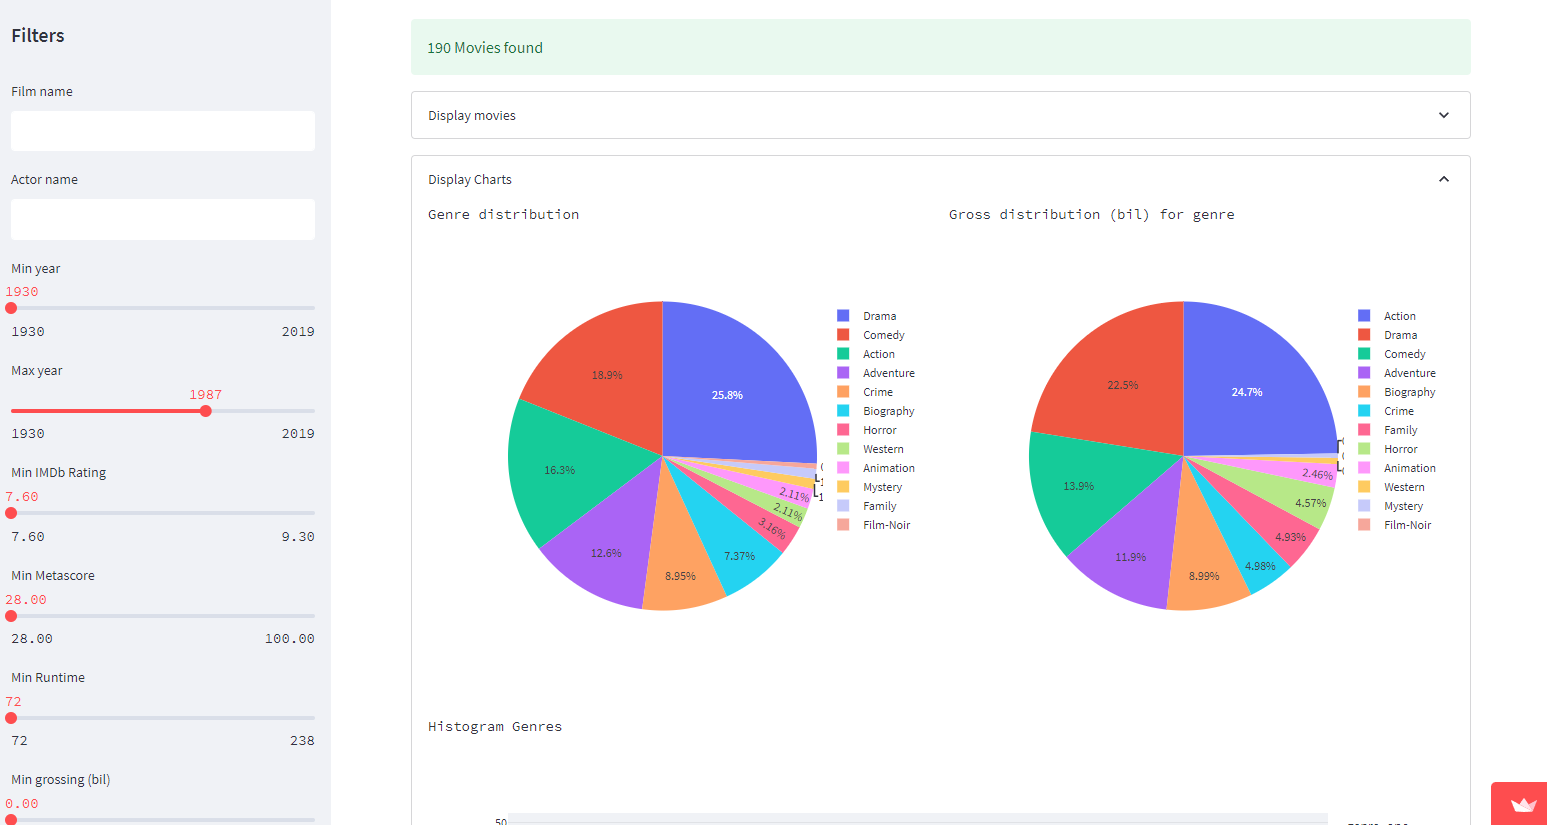 Filters
Film name
Actor name
Min year
1930
1930 2019
Max year
1987
1930 2019
Min IMDb Rating
7.60
7.60 9.30
Min Metascore
28.00
28.00 100.00
Min Runtime
72
72 238
Min grossing (bil)
0.00
190 Movies found
Display movies
Display Charts
Genre distribution
25.8%
18.9%
16.3%
12.6%
8.95%
7.37%
3.16%
2.11%
2.11%
Drama
Comedy
Action
Adventure
Crime
Biography
Horror
Western
Animation
Mystery
Family
Film-Noir
Gross distribution (bil) for genre
24.7%
22.5%
13.9%
11.9%
8.99%
4.98%
4.93%
4.57%
2.46%
Action
Drama
Comedy
Adventure
Biography
Crime
Family
Horror
Animation
Western
Mystery
Film-Noir
Histogram Genres
50